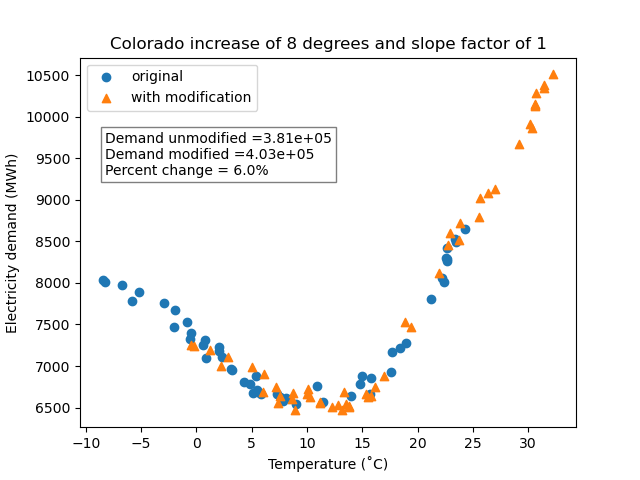 Colorado increase of 8 degrees and slope factor of 1
original
with modification
Demand unmodified =3.81e+05
Demand modified =4.03e+05
Percent change = 6.0%
Electricity demand (MWh)
10500
10000
9500
9000
8500
8000
7500
7000
6500
−10 −5 0 5 10 15 20 25 30
Temperature (˚C)